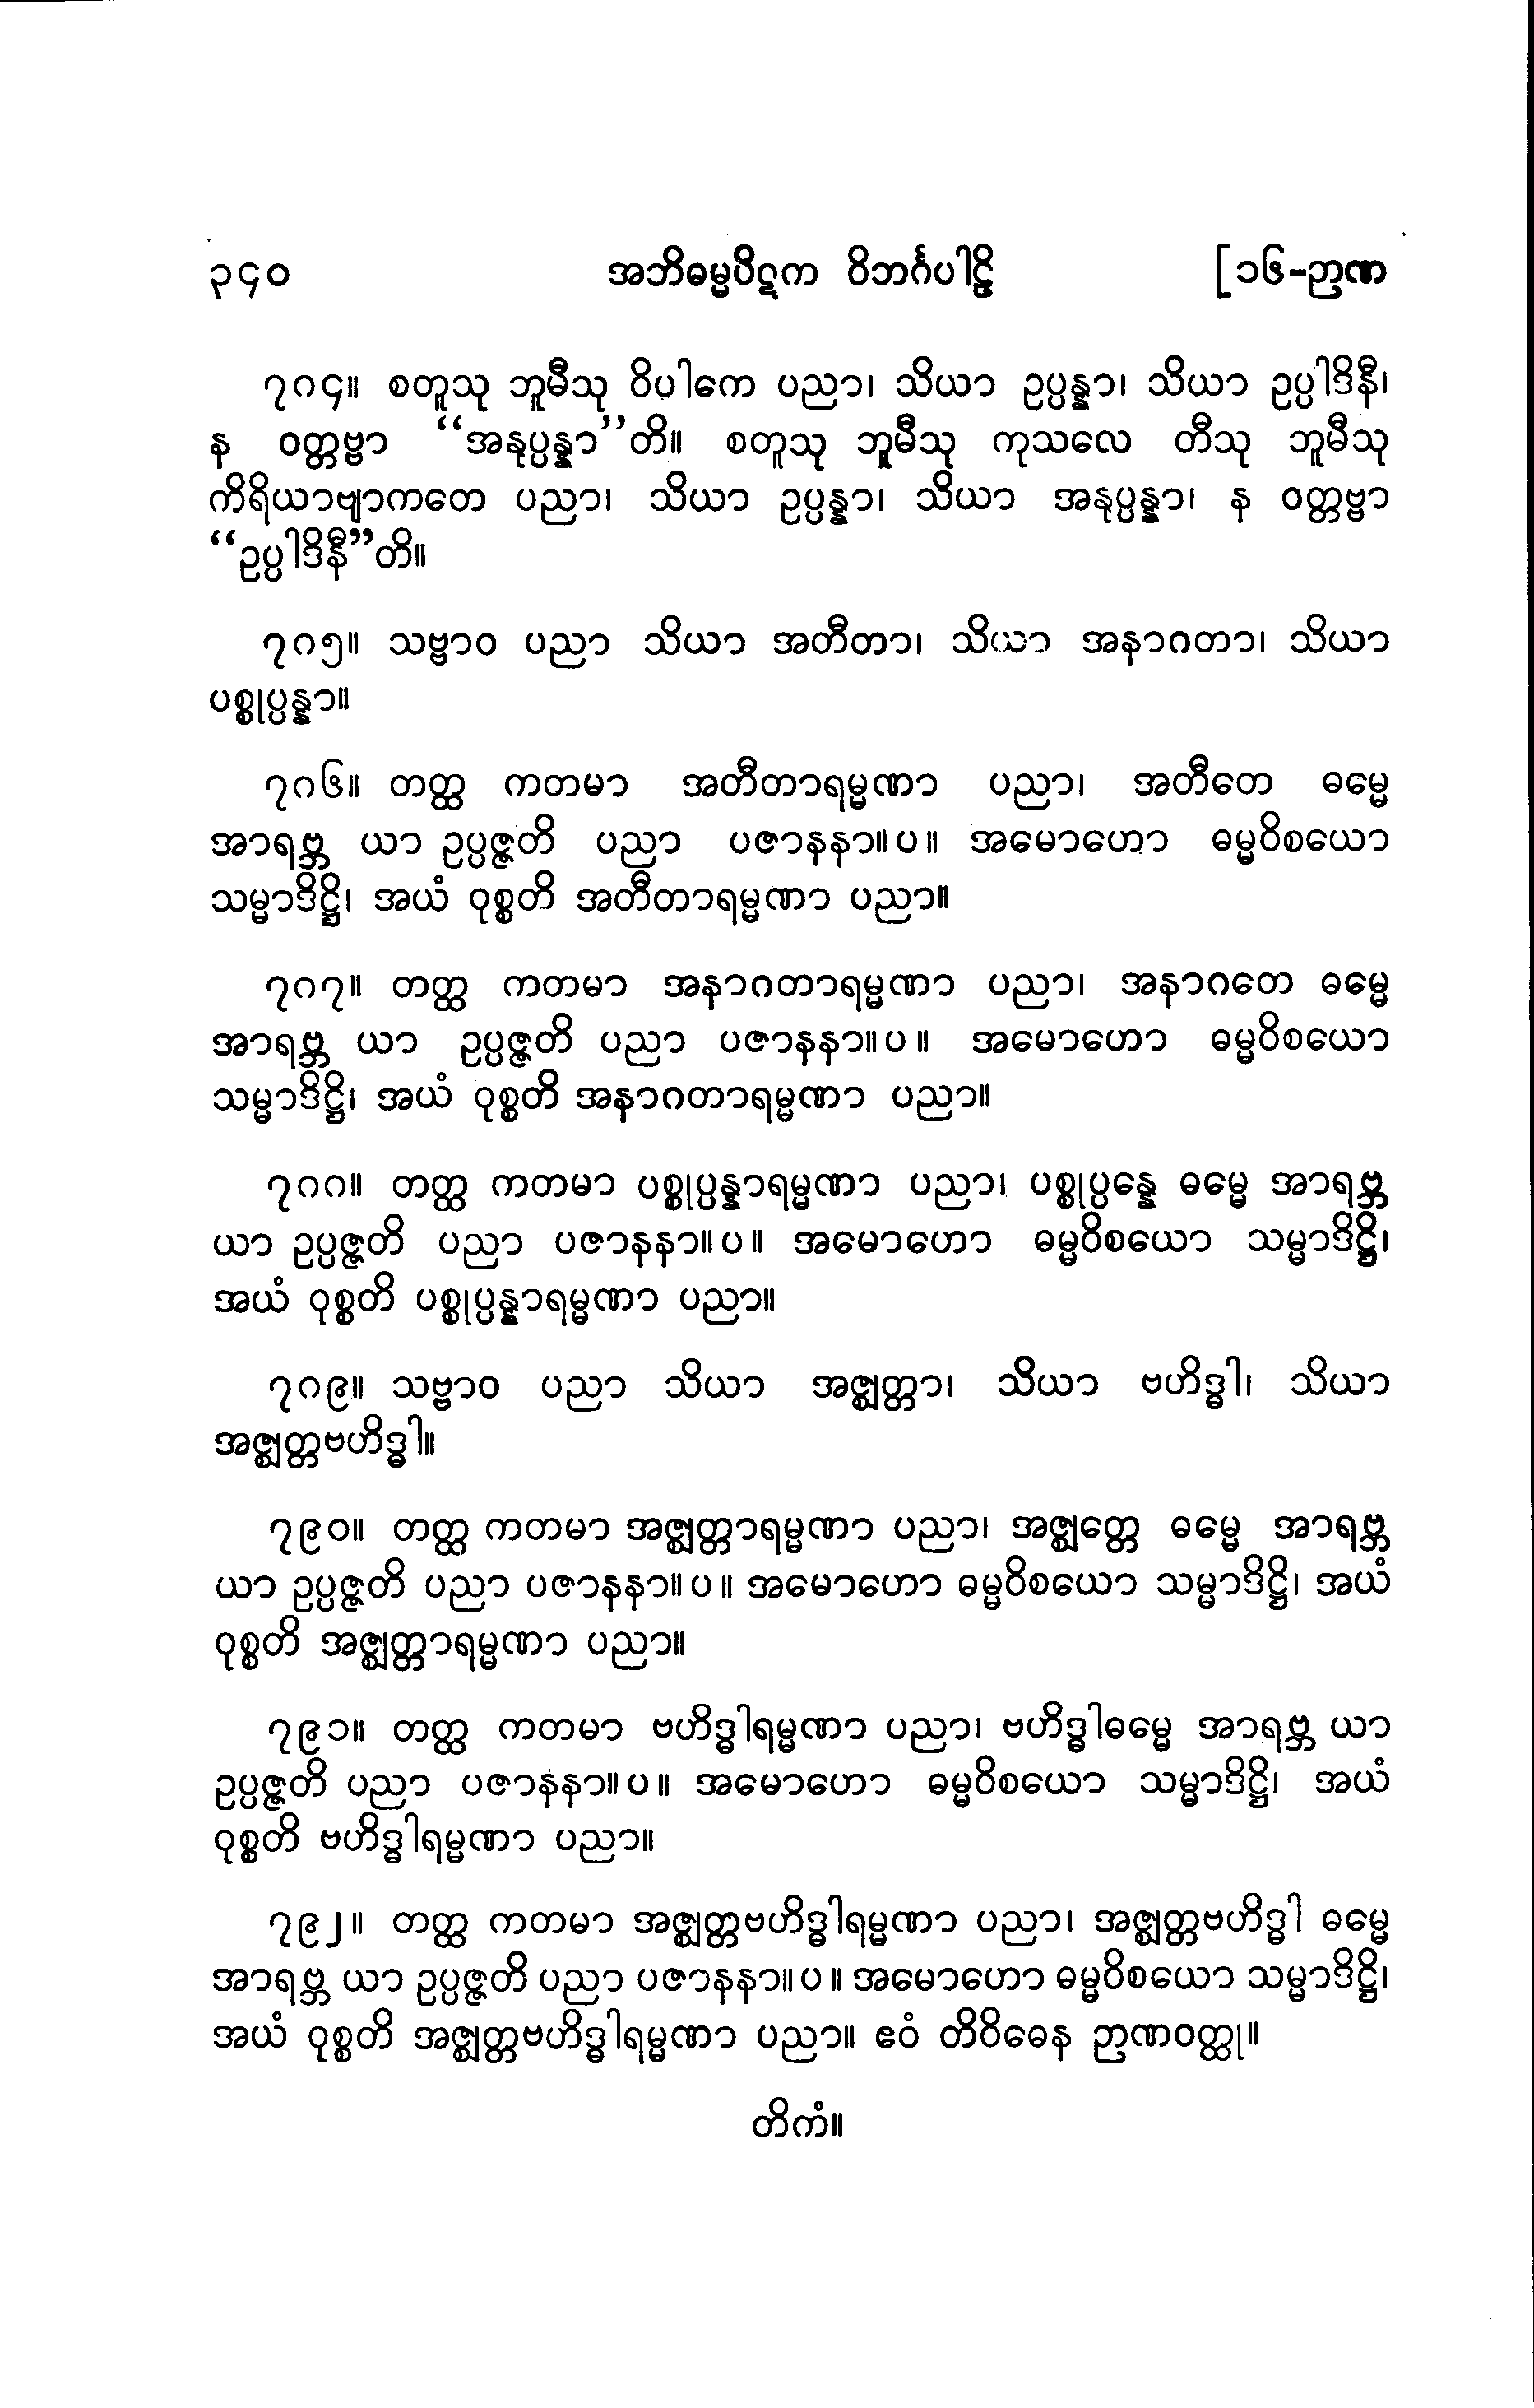 ၃၄၀ အဘိဓမ္မပိဋက ဝိဘင်္ဂပါဠိ [၁၆-ဉာဏ
၇၈၄။ စတူသု ဘူမီသု ဝိပါကေ ပညာ၊ သိယာ ဥပ္ပန္နာ၊ သိယာ ဥပ္ပါဒိနီ၊
န ဝတ္တဗ္ဗာ “အနုပ္ပန္နာ”တိ။ စတူသု ဘူမီသု ကုသလေ တီသု ဘူမီသု
ကိရိယာဗျာကတေ ပညာ၊ သိယာ ဥပ္ပန္နာ၊ သိယာ အနုပ္ပန္နာ၊ န ဝတ္တဗ္ဗာ
“ဥပ္ပါဒိနီ”တိ။
၇၈၅။ သဗ္ဗာဝ ပညာ သိယာ အတီတာ၊ သိယာ အနာဂတာ၊ သိယာ
ပစ္စုပ္ပန္နာ။
၇၈၆။ တတ္ထ ကတမာ အတီတာရမ္မဏာ ပညာ၊ အတီတေ ဓမ္မေ
အာရဗ္ဘ ယာ ဥပ္ပဇ္ဇတိ ပညာ ပဇာနနာ။ပ။ အမောဟော ဓမ္မဝိစယော
သမ္မာဒိဋ္ဌိ၊ အယံ ဝုစ္စတိ အတီတာရမ္မဏာ ပညာ။
၇၈၇။ တတ္ထ ကတမာ အနာဂတာရမ္မဏာ ပညာ၊ အနာဂတေ ဓမ္မေ
အာရဗ္ဘ ယာ ဥပ္ပဇ္ဇတိ ပညာ ပဇာနနာ။ပ။ အမောဟော ဓမ္မဝိစယော
သမ္မာဒိဋ္ဌိ၊ အယံ ဝုစ္စတိ အနာဂတာရမ္မဏာ ပညာ။
၇၈၈။ တတ္ထ ကတမာ ပစ္စုပ္ပန္နာရမ္မဏာ ပညာ၊ ပစ္စုပ္ပန္နေ ဓမ္မေ အာရဗ္ဘ
ယာ ဥပ္ပဇ္ဇတိ ပညာ ပဇာနနာ။ပ။ အမောဟော ဓမ္မဝိစယော သမ္မာဒိဋ္ဌိ၊
အယံ ဝုစ္စတိ ပစ္စုပ္ပန္နာရမ္မဏာ ပညာ။
၇၈၉။ သဗ္ဗာဝ ပညာ သိယာ အဇ္ဈတ္တာ၊ သိယာ ဗဟိဒ္ဓါ၊ သိယာ
အဇ္ဈတ္တဗဟိဒ္ဓါ။
၇၉၀။ တတ္ထ ကတမာ အဇ္ဈတ္တာရမ္မဏာ ပညာ၊ အဇ္ဈတ္တေ ဓမ္မေ အာရဗ္ဘ
ယာ ဥပ္ပဇ္ဇတိ ပညာ ပဇာနနာ။ပ။ အမောဟော ဓမ္မဝိစယော သမ္မာဒိဋ္ဌိ၊ အယံ
ဝုစ္စတိ အဇ္ဈတ္တာရမ္မဏာ ပညာ။
၇၉၁။ တတ္ထ ကတမာ ဗဟိဒ္ဓါရမ္မဏာ ပညာ၊ ဗဟိဒ္ဓါဓမ္မေ အာရဗ္ဘ ယာ
ဥပ္ပဇ္ဇတိ ပညာ ပဇာနနာ။ပ။ အမောဟော ဓမ္မဝိစယော သမ္မာဒိဋ္ဌိ၊ အယံ
ဝုစ္စတိ ဗဟိဒ္ဓါရမ္မဏာ ပညာ။
၇၉၂။ တတ္ထ ကတမာ အဇ္ဈတ္တဗဟိဒ္ဓါရမ္မဏာ ပညာ၊ အဇ္ဈတ္တဗဟိဒ္ဓါ ဓမ္မေ
အာရဗ္ဘ ယာ ဥပ္ပဇ္ဇတိ ပညာ ပဇာနနာ။ပ။ အမောဟော ဓမ္မဝိစယော သမ္မာဒိဋ္ဌိ၊
အယံ ဝုစ္စတိ အဇ္ဈတ္တဗဟိဒ္ဓါရမ္မဏာ ပညာ။ ဧဝံ တိဝိဓေန ဉာဏဝတ္ထု။
တိကံ။